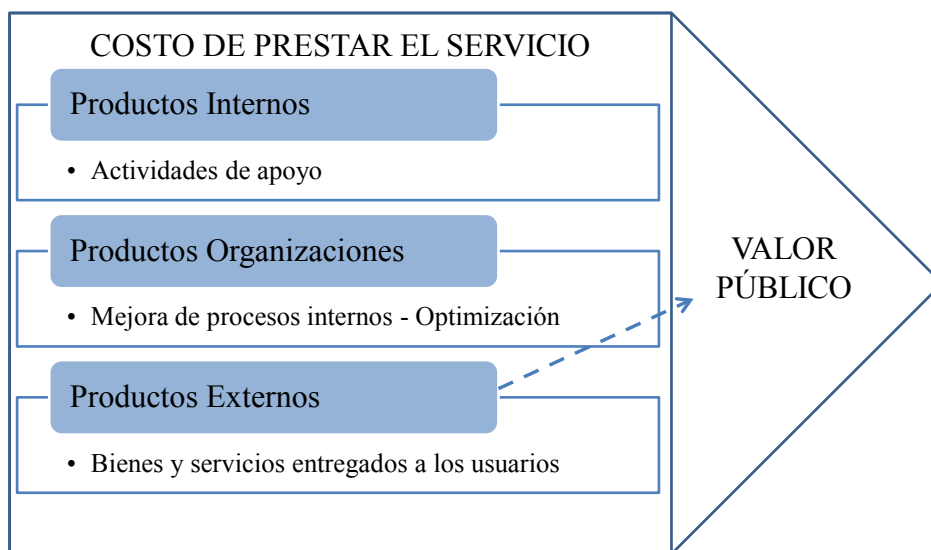 COSTO DE PRESTAR EL SERVICIO
Productos Internos
• Actividades de apoyo
Productos Organizaciones
• Mejora de procesos internos - Optimización
Productos Externos
• Bienes y servicios entregados a los usuarios
VALOR
PÚBLICO